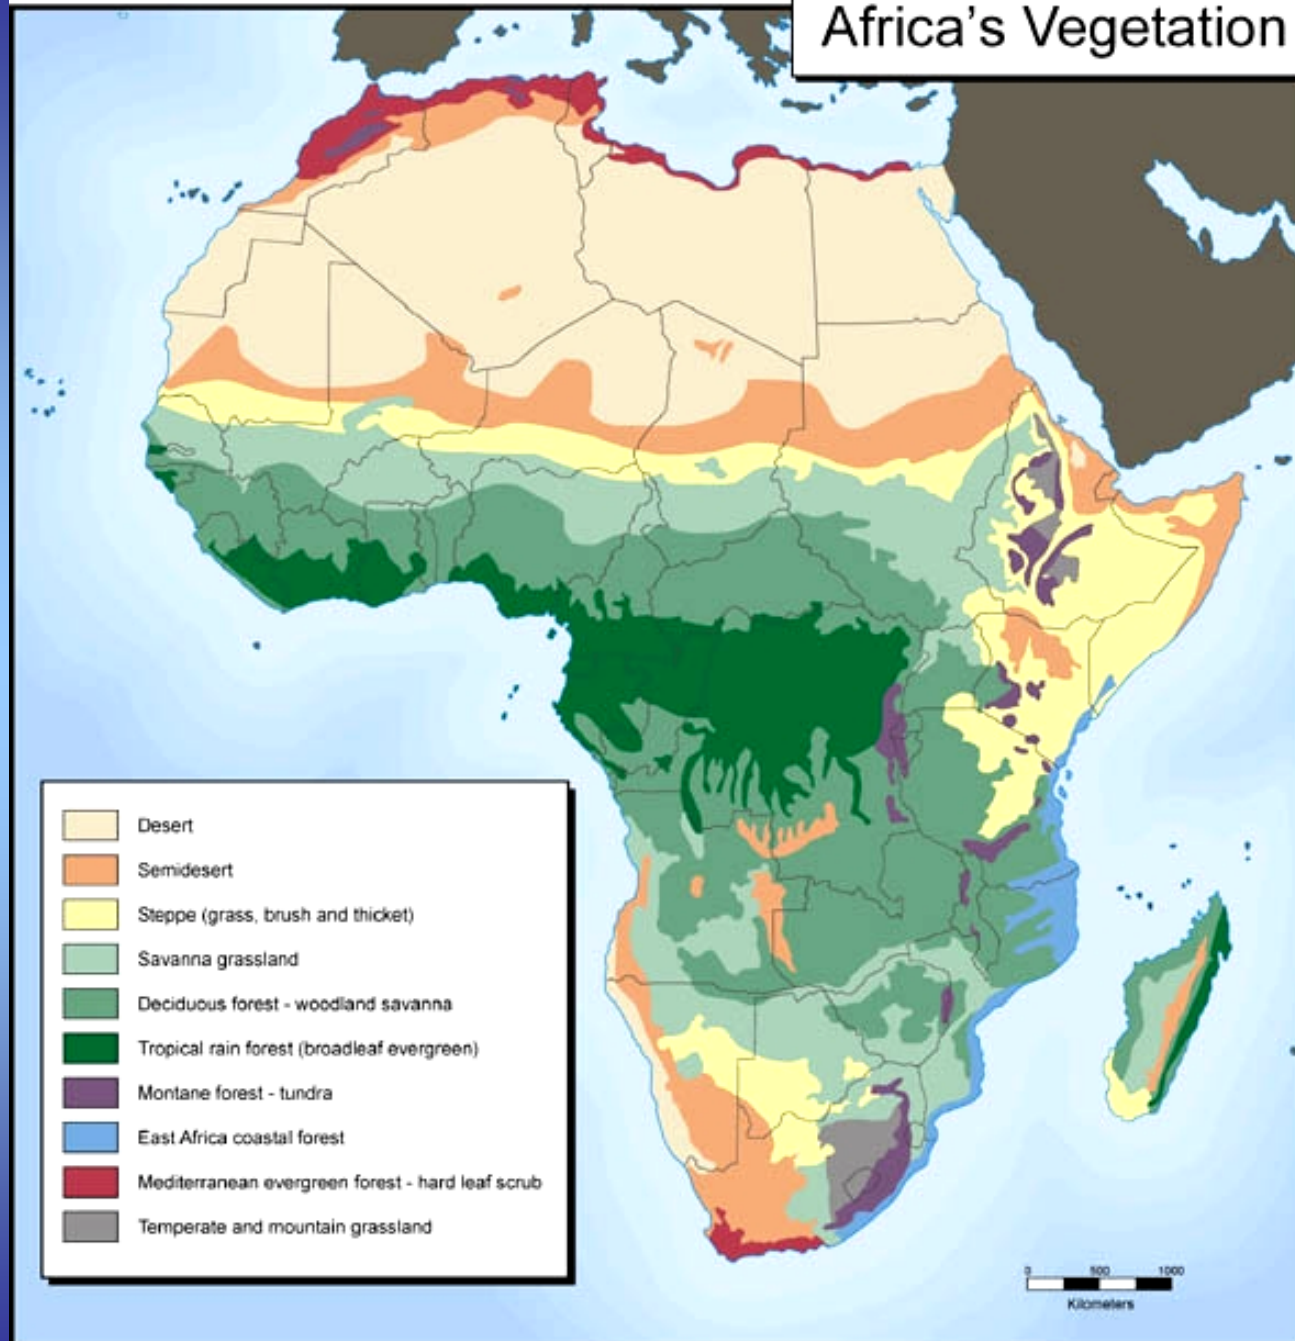 Africa's Vegetation
Desert
Semidesert
Steppe (grass, brush and thicket)
Savanna grassland
Deciduous forest - woodland savanna
Tropical rain forest (broadleaf evergreen)
Montane forest - tundra
East Africa coastal forest
Mediterranean evergreen forest - hard leaf scrub
Temperate and mountain grassland
0 500 1000
Kilometers